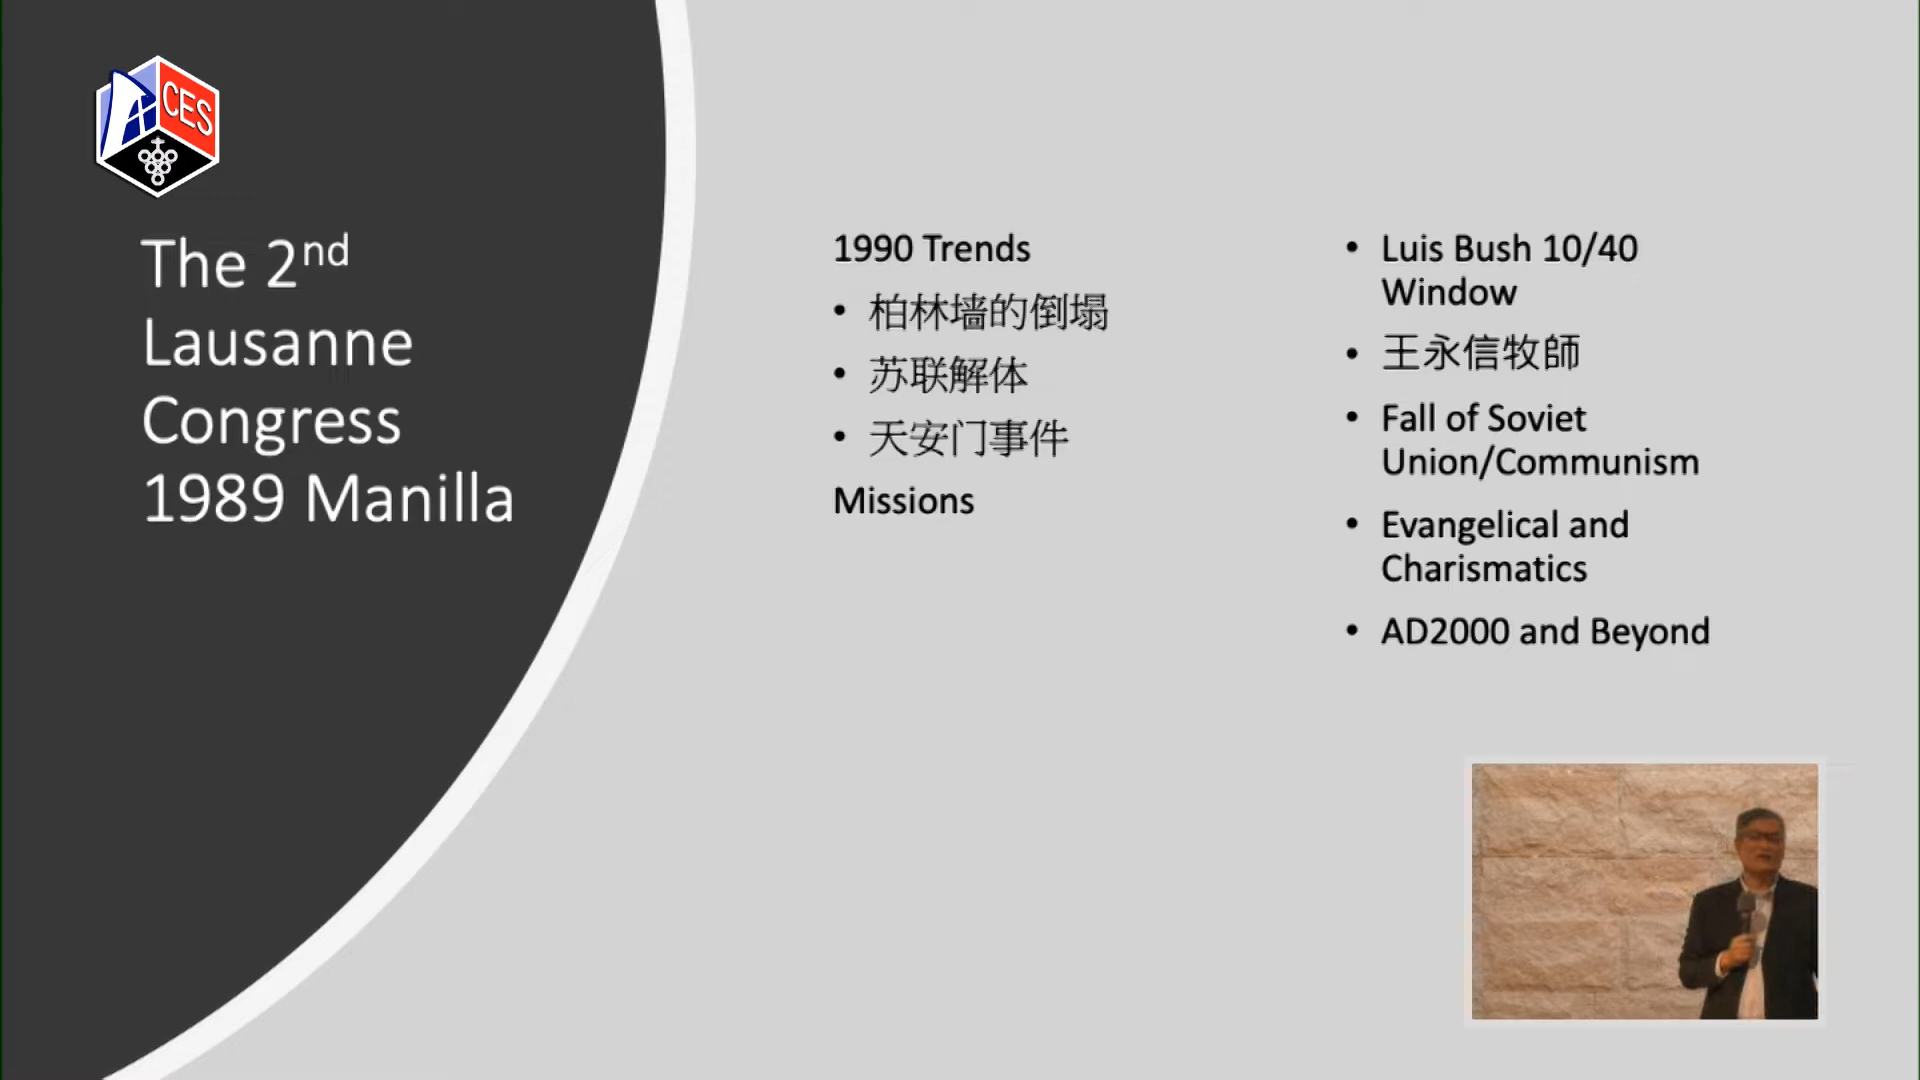 CES
The 2nd
Lausanne
Congress
1989 Manilla
1990 Trends
• 柏林墙的倒塌
• 苏联解体
• 天安门事件
Missions
• Luis Bush 10/40
Window
• 王永信牧師
• Fall of Soviet
Union/Communism
• Evangelical and
Charismatics
• AD2000 and Beyond